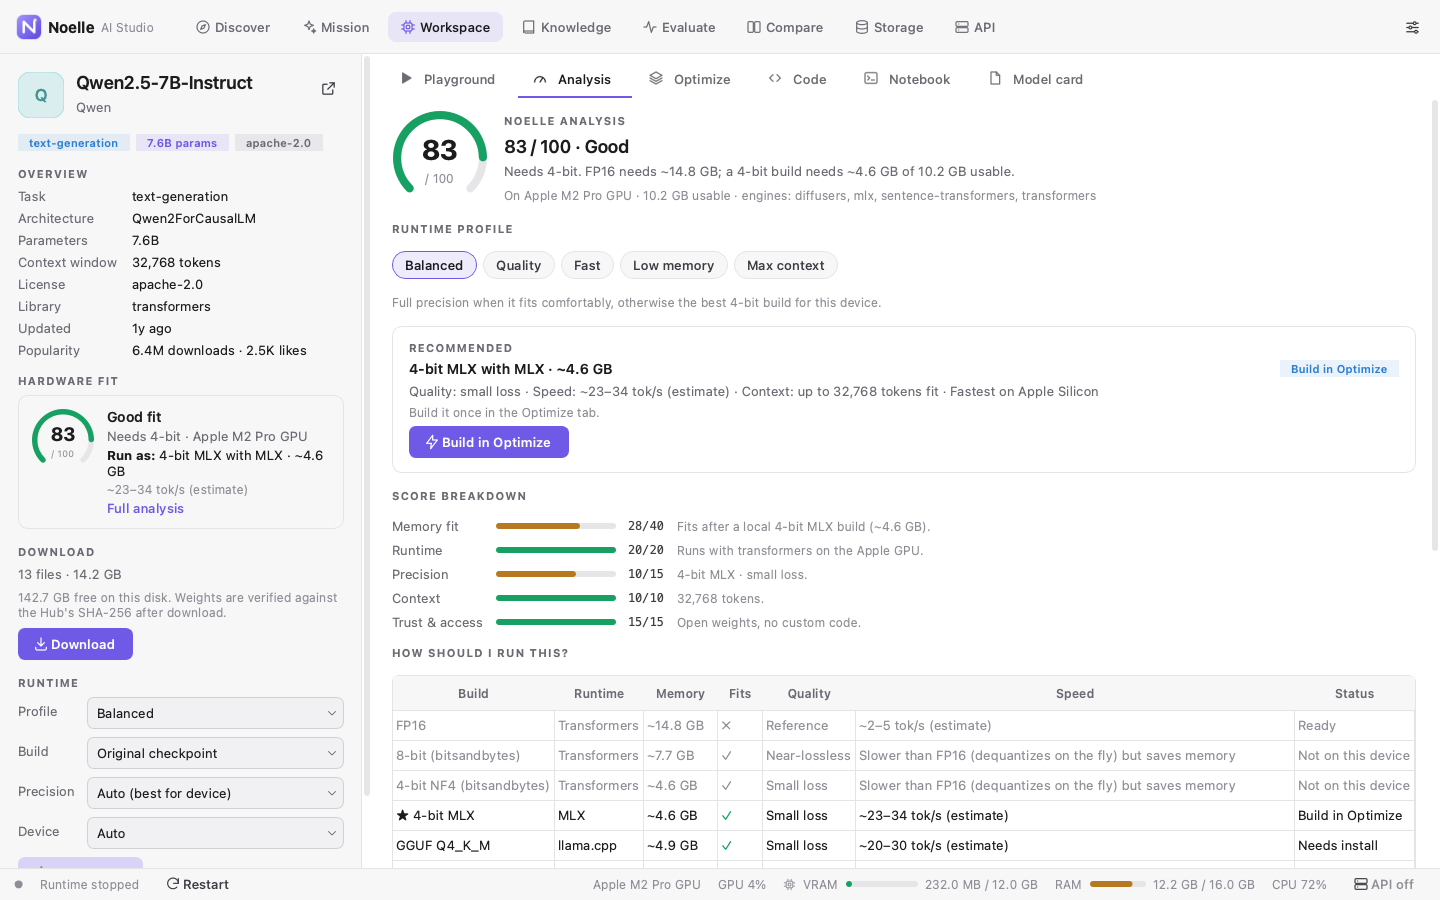 Noelle AI Studio Discover Mission Workspace Knowledge Evaluate Compare Storage API
Q
Qwen2.5-7B-Instruct
Qwen
text-generation 7.6B params apache-2.0
OVERVIEW
Task text-generation
Architecture Qwen2ForCausalLM
Parameters 7.6B
Context window 32,768 tokens
License apache-2.0
Library transformers
Updated 1y ago
Popularity 6.4M downloads · 2.5K likes
HARDWARE FIT
83
/ 100
Good fit
Needs 4-bit · Apple M2 Pro GPU
Run as: 4-bit MLX with MLX · ~4.6
GB
~23–34 tok/s (estimate)
Full analysis
DOWNLOAD
13 files · 14.2 GB
142.7 GB free on this disk. Weights are verified against
the Hub's SHA-256 after download.
Download
RUNTIME
Profile Balanced
Build Original checkpoint
Precision Auto (best for device)
Device Auto
Playground Analysis Optimize Code Notebook Model card
83
/ 100
NOELLE ANALYSIS
83 / 100 · Good
Needs 4-bit. FP16 needs ~14.8 GB; a 4-bit build needs ~4.6 GB of 10.2 GB usable.
On Apple M2 Pro GPU · 10.2 GB usable · engines: diffusers, mlx, sentence-transformers, transformers
RUNTIME PROFILE
Balanced Quality Fast Low memory Max context
Full precision when it fits comfortably, otherwise the best 4-bit build for this device.
RECOMMENDED
4-bit MLX with MLX · ~4.6 GB
Build in Optimize
Quality: small loss · Speed: ~23–34 tok/s (estimate) · Context: up to 32,768 tokens fit · Fastest on Apple Silicon
Build it once in the Optimize tab.
Build in Optimize
SCORE BREAKDOWN
Memory fit 28/40 Fits after a local 4-bit MLX build (~4.6 GB).
Runtime 20/20 Runs with transformers on the Apple GPU.
Precision 10/15 4-bit MLX · small loss.
Context 10/10 32,768 tokens.
Trust & access 15/15 Open weights, no custom code.
HOW SHOULD I RUN THIS?
Build Runtime Memory Fits Quality Speed Status
FP16 Transformers ~14.8 GB ✕ Reference ~2–5 tok/s (estimate) Ready
8-bit (bitsandbytes) Transformers ~7.7 GB ✓ Near-lossless Slower than FP16 (dequantizes on the fly) but saves memory Not on this device
4-bit NF4 (bitsandbytes) Transformers ~4.6 GB ✓ Small loss Slower than FP16 (dequantizes on the fly) but saves memory Not on this device
★ 4-bit MLX MLX ~4.6 GB ✓ Small loss ~23–34 tok/s (estimate) Build in Optimize
GGUF Q4_K_M llama.cpp ~4.9 GB ✓ Small loss ~20–30 tok/s (estimate) Needs install
Runtime stopped Restart Apple M2 Pro GPU GPU 4% VRAM 232.0 MB / 12.0 GB RAM 12.2 GB / 16.0 GB CPU 72% API off